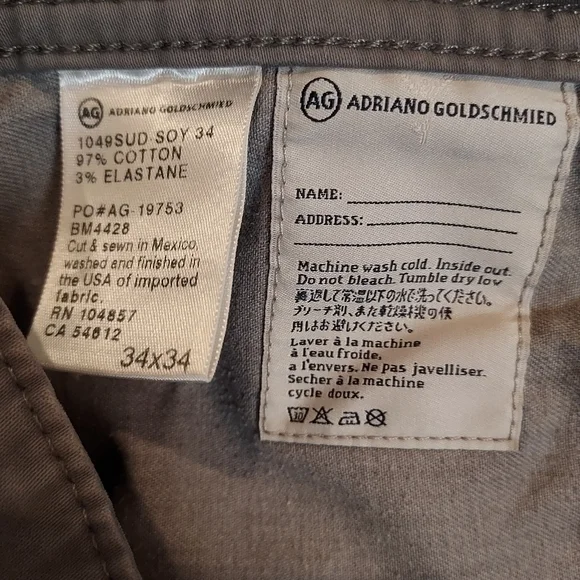 AG ADRIANO GOLDSCHMIED
1049SUD SOY 34
97% COTTON
3% ELASTANE
PO#AG-19753
BM4428
Cut & sewn in Mexico,
washed and finished in
the USA of imported
fabric.
RN 104857
CA 54612
34x34
AG ADRIANO GOLDSCHMIED
NAME:
ADDRESS:
Machine wash cold. Inside out.
Do not bleach. Tumble dry low
裏返して常温以下の水で洗ってください。
ブリーチ剤、また乾燥機の使
用はお避けください。
Laver à la machine
à l'eau froide,
a l'envers. Ne pas javelliser.
Secher à la machine
cycle doux.
30